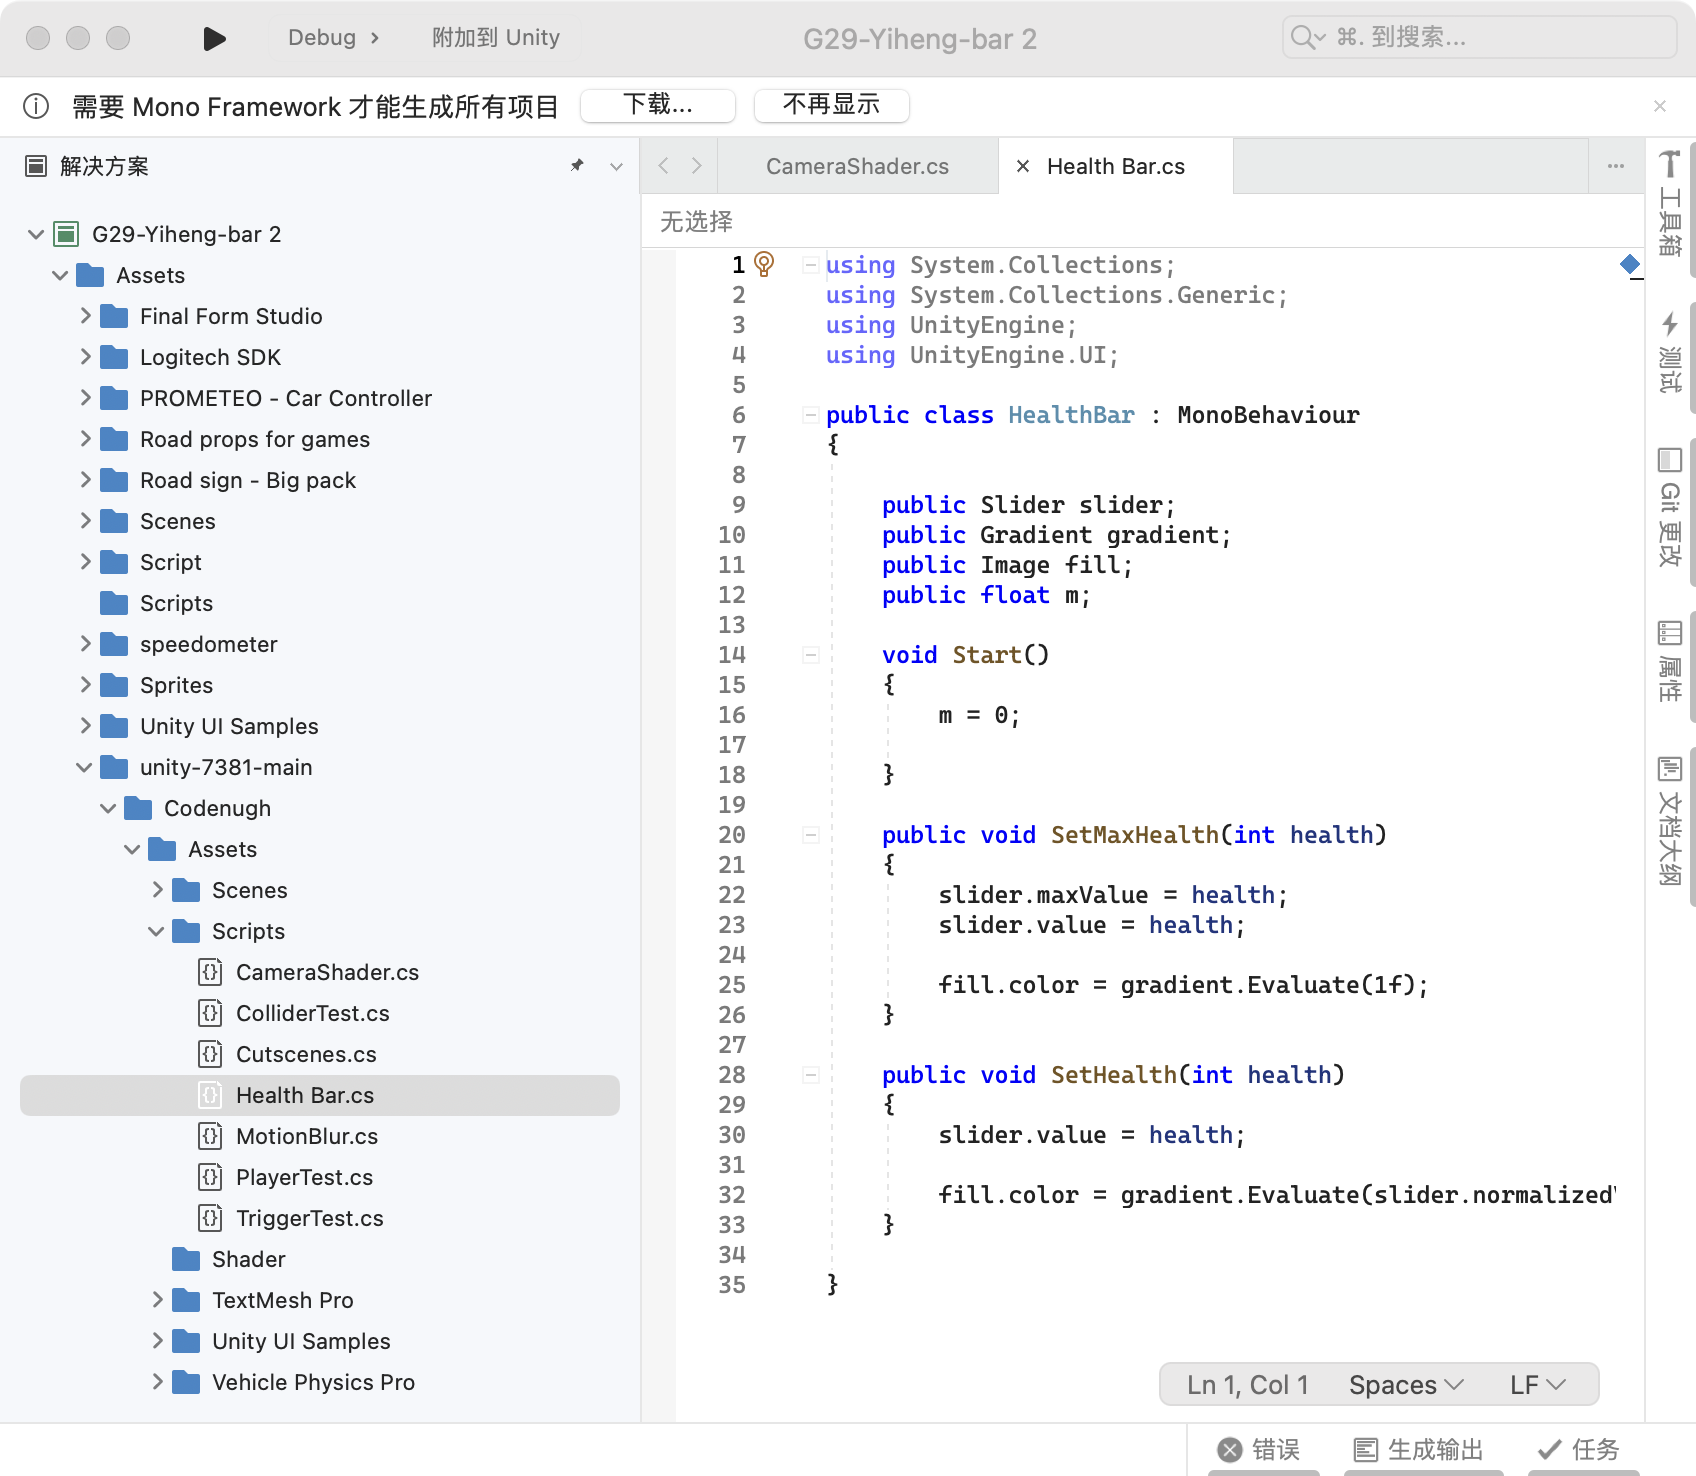 Debug
附加到 Unity
G29-Yiheng-bar 2
⌘. 到搜索...
需要 Mono Framework 才能生成所有项目
下载...
不再显示
解决方案
G29-Yiheng-bar 2
Assets
Final Form Studio
Logitech SDK
PROMETEO - Car Controller
Road props for games
Road sign - Big pack
Scenes
Script
Scripts
speedometer
Sprites
Unity UI Samples
unity-7381-main
Codenugh
Assets
Scenes
Scripts
CameraShader.cs
ColliderTest.cs
Cutscenes.cs
Health Bar.cs
MotionBlur.cs
PlayerTest.cs
TriggerTest.cs
Shader
TextMesh Pro
Unity UI Samples
Vehicle Physics Pro
CameraShader.cs
Health Bar.cs
无选择
1 using System.Collections;
2 using System.Collections.Generic;
3 using UnityEngine;
4 using UnityEngine.UI;
5
6 public class HealthBar : MonoBehaviour
7 {
8
9 public Slider slider;
10 public Gradient gradient;
11 public Image fill;
12 public float m;
13
14 void Start()
15 {
16 m = 0;
17
18 }
19
20 public void SetMaxHealth(int health)
21 {
22 slider.maxValue = health;
23 slider.value = health;
24
25 fill.color = gradient.Evaluate(1f);
26 }
27
28 public void SetHealth(int health)
29 {
30 slider.value = health;
31
32 fill.color = gradient.Evaluate(slider.normalized
33 }
34
35 }
Ln 1, Col 1
Spaces
LF
工具箱
测试
Git 更改
属性
文档大纲
错误
生成输出
任务